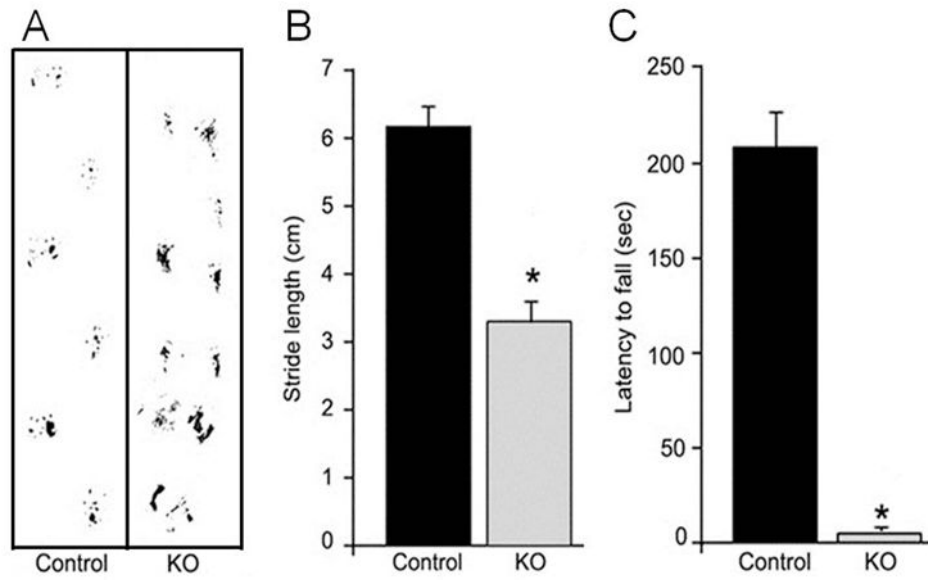 A
Control
KO
B
Stride length (cm)
7
6
5
4
3
2
1
0
*
Control
KO
C
Latency to fall (sec)
250
200
150
100
50
0
*
Control
KO